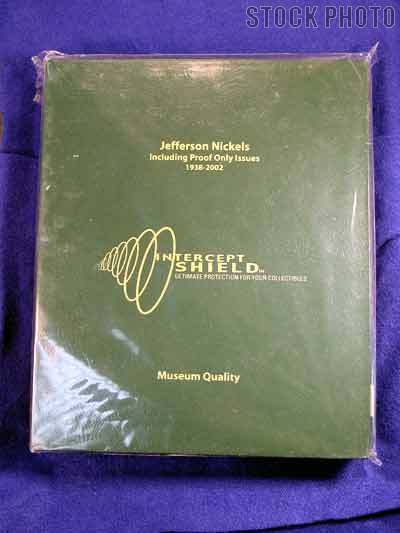 STOCK PHOTO
Jefferson Nickels
Including Proof Only Issues
1938-2002
INTERCEPT
SHIELD TM
ULTIMATE PROTECTION FOR YOUR COLLECTIBLES
Museum Quality